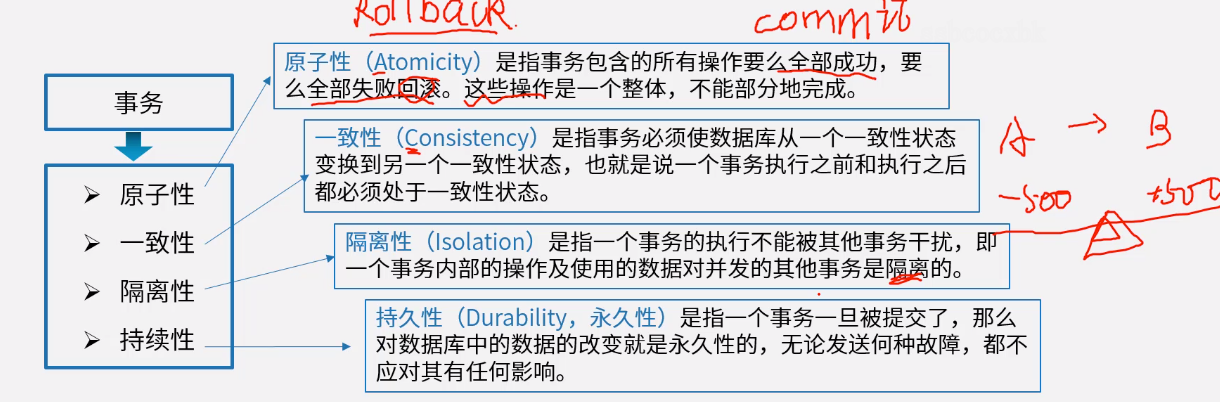 Rollback.
commit
原子性（Atomicity）是指事务包含的所有操作要么全部成功，要
么全部失败回滚。这些操作是一个整体，不能部分地完成。
事务
一致性（Consistency）是指事务必须使数据库从一个一致性状态
变换到另一个一致性状态，也就是说一个事务执行之前和执行之后
都必须处于一致性状态。
A → B
-500 +500
➢ 原子性
➢ 一致性
➢ 隔离性
➢ 持续性
隔离性（Isolation）是指一个事务的执行不能被其他事务干扰，即
一个事务内部的操作及使用的数据对并发的其他事务是隔离的。
持久性（Durability，永久性）是指一个事务一旦被提交了，那么
对数据库中的数据的改变就是永久性的，无论发送何种故障，都不
应对其有任何影响。